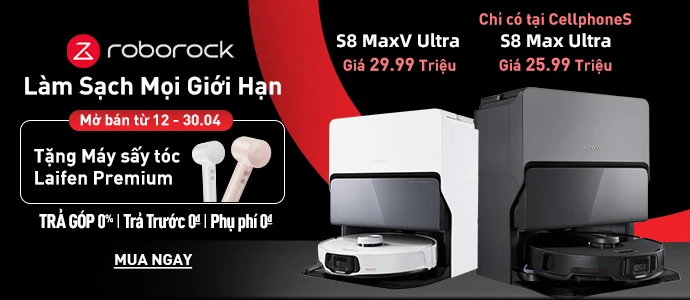 roborock
Làm Sạch Mọi Giới Hạn
Mở bán từ 12 - 30.04
Tặng Máy sấy tóc
Laifen Premium
TRẢ GÓP 0% | Trả Trước 0đ | Phụ phí 0đ
MUA NGAY
S8 MaxV Ultra
Giá 29.99 Triệu
Chỉ có tại CellphoneS
S8 Max Ultra
Giá 25.99 Triệu